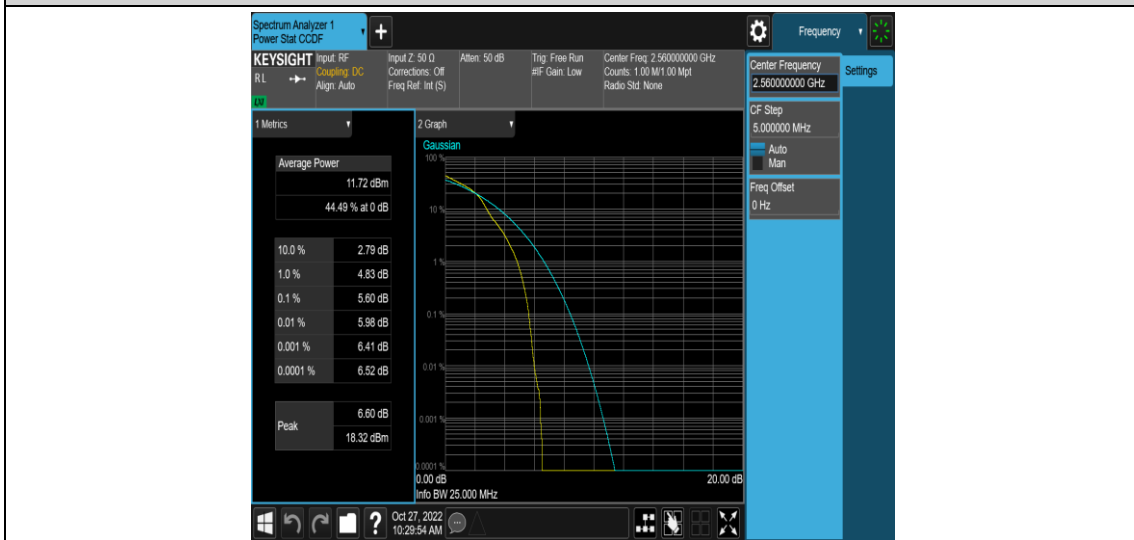 Spectrum Analyzer 1
Power Stat CCDF
Frequency
KEYSIGHT
RL
Input: RF
Coupling: DC
Align: Auto
Input Z: 50 Ω
Corrections: Off
Freq Ref: Int (S)
Atten: 50 dB
Trig: Free Run
#IF Gain: Low
Center Freq: 2.560000000 GHz
Counts: 1.00 M/1.00 Mpt
Radio Std: None
Center Frequency
2.560000000 GHz
Settings
CF Step
5.000000 MHz
Auto
Man
Freq Offset
0 Hz
1 Metrics
Average Power
11.72 dBm
44.49 % at 0 dB
10.0 % 2.79 dB
1.0 % 4.83 dB
0.1 % 5.60 dB
0.01 % 5.98 dB
0.001 % 6.41 dB
0.0001 % 6.52 dB
Peak
6.60 dB
18.32 dBm
2 Graph
Gaussian
100 %
10 %
1 %
0.1 %
0.01 %
0.001 %
0.0001 %
0.00 dB 20.00 dB
Info BW 25.000 MHz
?
Oct 27, 2022
10:29:54 AM